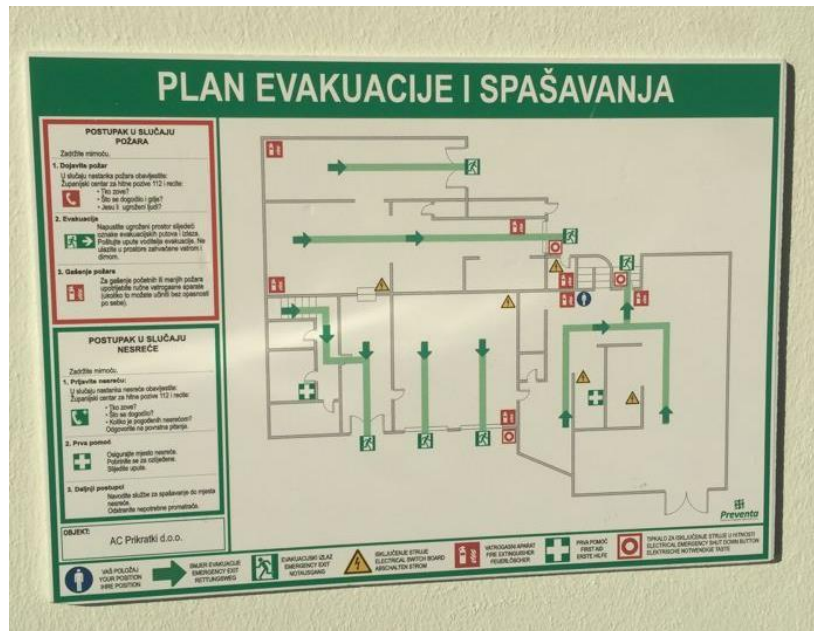 PLAN EVAKUACIJE I SPAŠAVANJA
POSTUPAK U SLUČAJU
POŽARA
Zadržite mirnoću.
1. Dojavite požar
U slučaju nastanka požara obavijestite:
Županijski centar za hitne pozive 112 i recite:
• Tko zove?
• Što se dogodilo i gdje?
• Jesu li ugroženi ljudi?
2. Evakuacija
Napustite ugroženi prostor slijedeći
oznake evakuacijskih putova i izlaza.
Poštujte upute voditelja evakuacije. Ne
ulazite u prostore zahvaćene vatrom i
dimom.
3. Gašenje požara
Za gašenje početnih ili manjih požara
upotrijebite ručne vatrogasne aparate
(ukoliko to možete učiniti bez opasnosti
po sebe).
POSTUPAK U SLUČAJU
NESREĆE
Zadržite mirnoću.
1. Prijavite nesreću:
U slučaju nastanka nesreće obavijestite:
Županijski centar za hitne pozive 112 i recite:
• Tko zove?
• Što se dogodilo?
• Koliko je pogođenih nesrećom?
Odgovorite na povratna pitanja.
2. Prva pomoć
Osigurajte mjesto nesreće.
Pobrinite se za ozlijeđene.
Slijedite upute.
3. Daljnji postupci
Navodite službe za spašavanje do mjesta
nesreće.
Odstranite nepotrebne promatrače.
OBJEKT:
AC Prikratki d.o.o.
Preventa
VAŠ POLOŽAJ
YOUR POSITION
IHRE POSITION
SMJER EVAKUACIJE
EMERGENCY EXIT
RETTUNGSWEG
EVAKUACIJSKI IZLAZ
EMERGENCY EXIT
NOTAUSGANG
ISKLJUČENJE STRUJE
ELECTRICAL SWITCH BOARD
ABSCHALTEN STROM
VATROGASNI APARAT
FIRE EXTINGUISHER
FEUERLÖSCHER
PRVA POMOĆ
FIRST AID
ERSTE HILFE
TIPKALO ZA ISKLJUČENJE STRUJE U HITNOSTI
ELECTRICAL EMERGENCY SHUT DOWN BUTTON
ELEKTRISCHE NOTWENDIGE TASTE